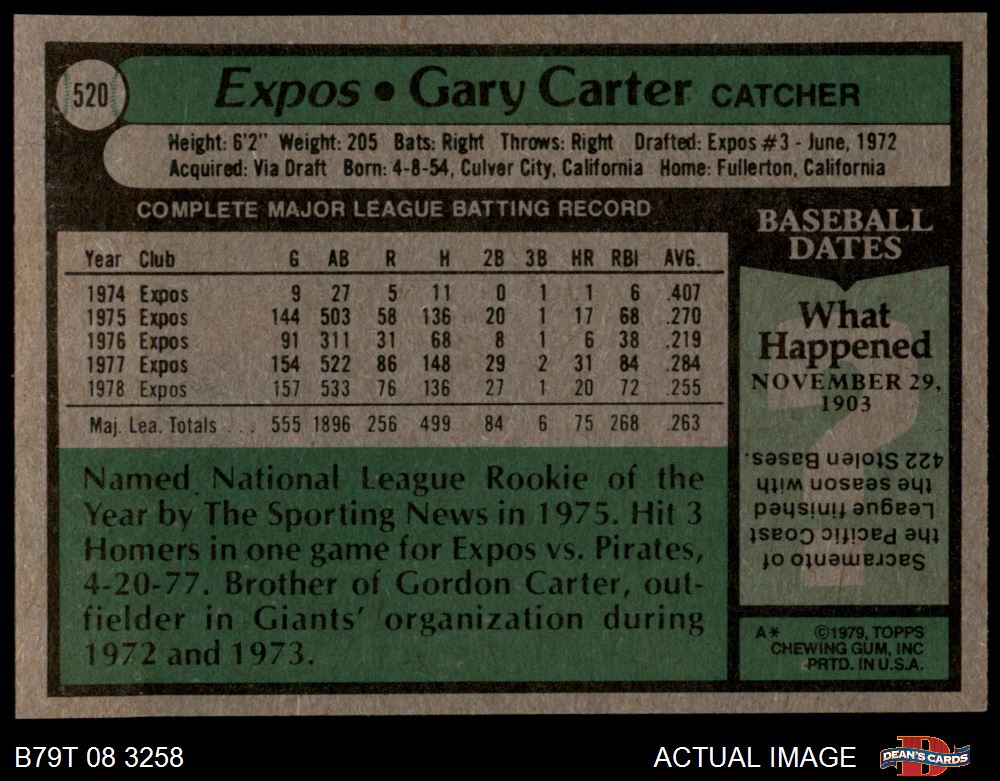 520
Expos • Gary Carter CATCHER
Height: 6'2" Weight: 205 Bats: Right Throws: Right Drafted: Expos #3 - June, 1972
Acquired: Via Draft Born: 4-8-54, Culver City, California Home: Fullerton, California
COMPLETE MAJOR LEAGUE BATTING RECORD
Year Club G AB R H 2B 3B HR RBI AVG.
1974 Expos 9 27 5 11 0 1 1 6 .407
1975 Expos 144 503 58 136 20 1 17 68 .270
1976 Expos 91 311 31 68 8 1 6 38 .219
1977 Expos 154 522 86 148 29 2 31 84 .284
1978 Expos 157 533 76 136 27 1 20 72 .255
Maj. Lea. Totals . . . 555 1896 256 499 84 6 75 268 .263
Named National League Rookie of the
Year by The Sporting News in 1975. Hit 3
Homers in one game for Expos vs. Pirates,
4-20-77. Brother of Gordon Carter, out-
fielder in Giants' organization during
1972 and 1973.
BASEBALL
DATES
What
Happened
NOVEMBER 29,
1903
?
Sacramento of
the Pacific Coast
League finished
the season with
422 Stolen Bases.
A* ©1979, TOPPS
CHEWING GUM, INC
PRTD. IN U.S.A.
B79T 08 3258
ACTUAL IMAGE
D
DEAN'S CARDS